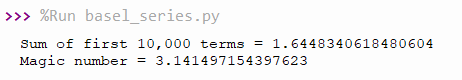 >>> %Run basel_series.py
Sum of first 10,000 terms = 1.6448340618480604
Magic number = 3.141497154397623